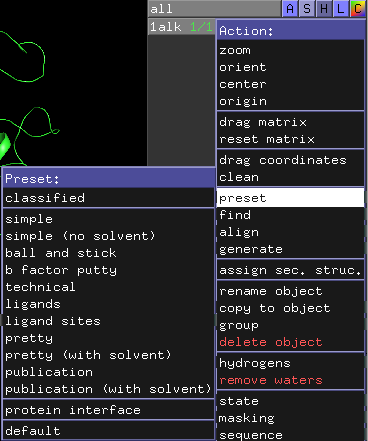 all A S H L C
1alk 1/1
Action:
zoom
orient
center
origin
drag matrix
reset matrix
drag coordinates
clean
preset
find
align
generate
assign sec. struc.
rename object
copy to object
group
delete object
hydrogens
remove waters
state
masking
sequence
Preset:
classified
simple
simple (no solvent)
ball and stick
b factor putty
technical
ligands
ligand sites
pretty
pretty (with solvent)
publication
publication (with solvent)
protein interface
default